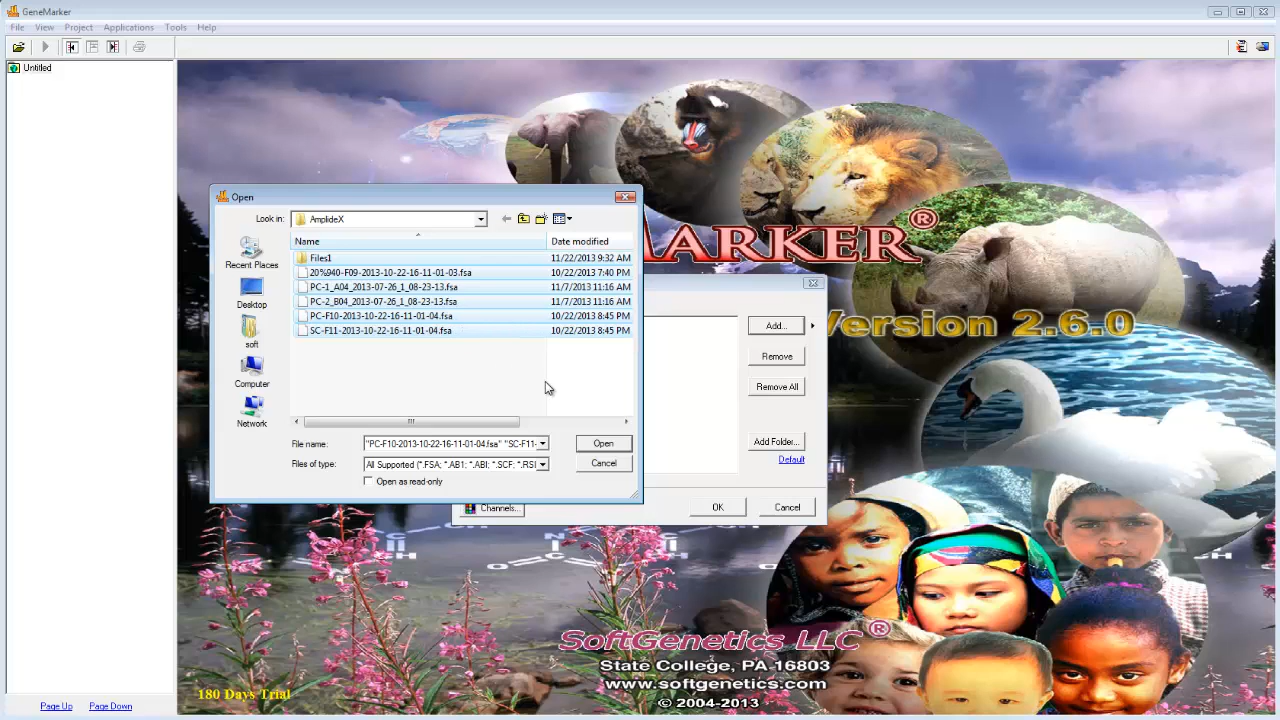 GeneMarker
File View Project Applications Tools Help
Untitled
MARKER®
Version 2.6.0
Open
Look in: AmplideX
Name Date modified
Files1 11/22/2013 9:32 AM
20%940-F09-2013-10-22-16-11-01-03.fsa 10/22/2013 7:40 PM
PC-1_A04_2013-07-26_1_08-23-13.fsa 11/7/2013 11:16 AM
PC-2_B04_2013-07-26_1_08-23-13.fsa 11/7/2013 11:16 AM
PC-F10-2013-10-22-16-11-01-04.fsa 10/22/2013 8:45 PM
SC-F11-2013-10-22-16-11-01-04.fsa 10/22/2013 8:45 PM
Recent Places
Desktop
soft
Computer
Network
File name: "PC-F10-2013-10-22-16-11-01-04.fsa" "SC-F11- Open
Files of type: All Supported (*.FSA; *.AB1; *.ABI; *.SCF; *.RSI Cancel
Open as read-only
Add...
Remove
Remove All
Add Folder...
Default
Channels... OK Cancel
SoftGenetics LLC®
State College, PA 16803
www.softgenetics.com
© 2004-2013
180 Days Trial
Page Up Page Down